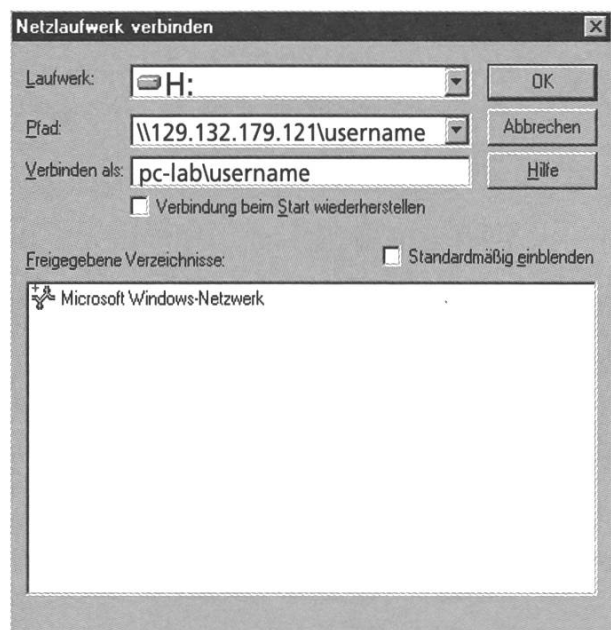 Netzlaufwerk verbinden
Laufwerk: H: OK
Pfad: \\129.132.179.121\username Abbrechen
Verbinden als: pc-lab\username Hilfe
Verbindung beim Start wiederherstellen
Freigegebene Verzeichnisse: Standardmäßig einblenden
Microsoft Windows-Netzwerk